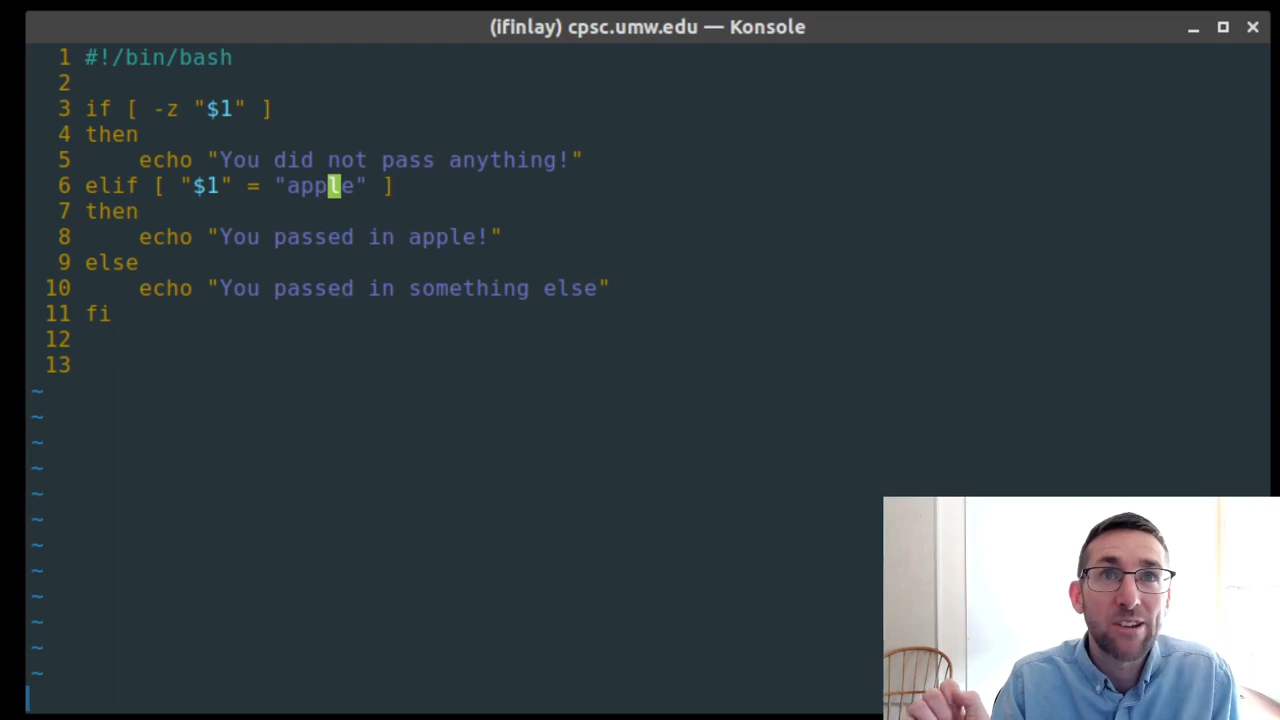 (ifinlay) cpsc.umw.edu — Konsole
1 #!/bin/bash
2
3 if [ -z "$1" ]
4 then
5     echo "You did not pass anything!"
6 elif [ "$1" = "apple" ]
7 then
8     echo "You passed in apple!"
9 else
10     echo "You passed in something else"
11 fi
12
13
~
~
~
~
~
~
~
~
~
~
~
~